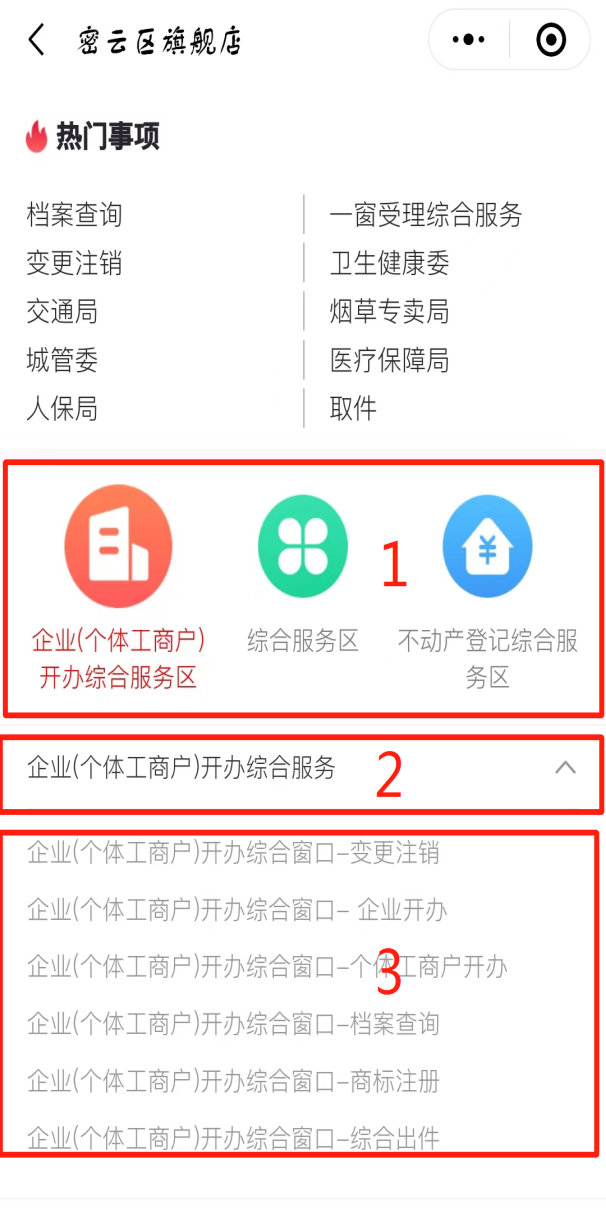 密云区旗舰店
热门事项
档案查询
一窗受理综合服务
变更注销
卫生健康委
交通局
烟草专卖局
城管委
医疗保障局
人保局
取件
1
企业(个体工商户)
开办综合服务区
综合服务区
不动产登记综合服
务区
企业(个体工商户)开办综合服务
2
企业(个体工商户)开办综合窗口-变更注销
企业(个体工商户)开办综合窗口- 企业开办
企业(个体工商户)开办综合窗口-个体工商户开办
3
企业(个体工商户)开办综合窗口-档案查询
企业(个体工商户)开办综合窗口-商标注册
企业(个体工商户)开办综合窗口-综合出件